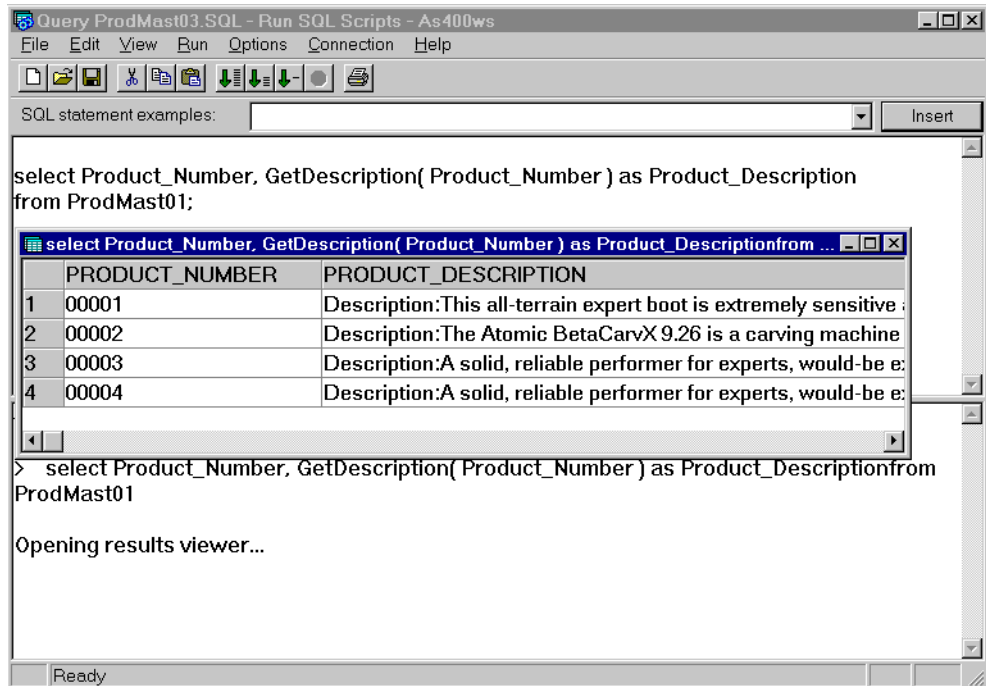 Query ProdMast03.SQL - Run SQL Scripts - As400ws
File Edit View Run Options Connection Help
SQL statement examples: Insert
select Product_Number, GetDescription( Product_Number ) as Product_Description
from ProdMast01;
select Product_Number, GetDescription( Product_Number ) as Product_Descriptionfrom ...
PRODUCT_NUMBER PRODUCT_DESCRIPTION
1 00001 Description:This all-terrain expert boot is extremely sensitive
2 00002 Description:The Atomic BetaCarvX 9.26 is a carving machine
3 00003 Description:A solid, reliable performer for experts, would-be
4 00004 Description:A solid, reliable performer for experts, would-be
> select Product_Number, GetDescription( Product_Number ) as Product_Descriptionfrom
ProdMast01
Opening results viewer...
Ready